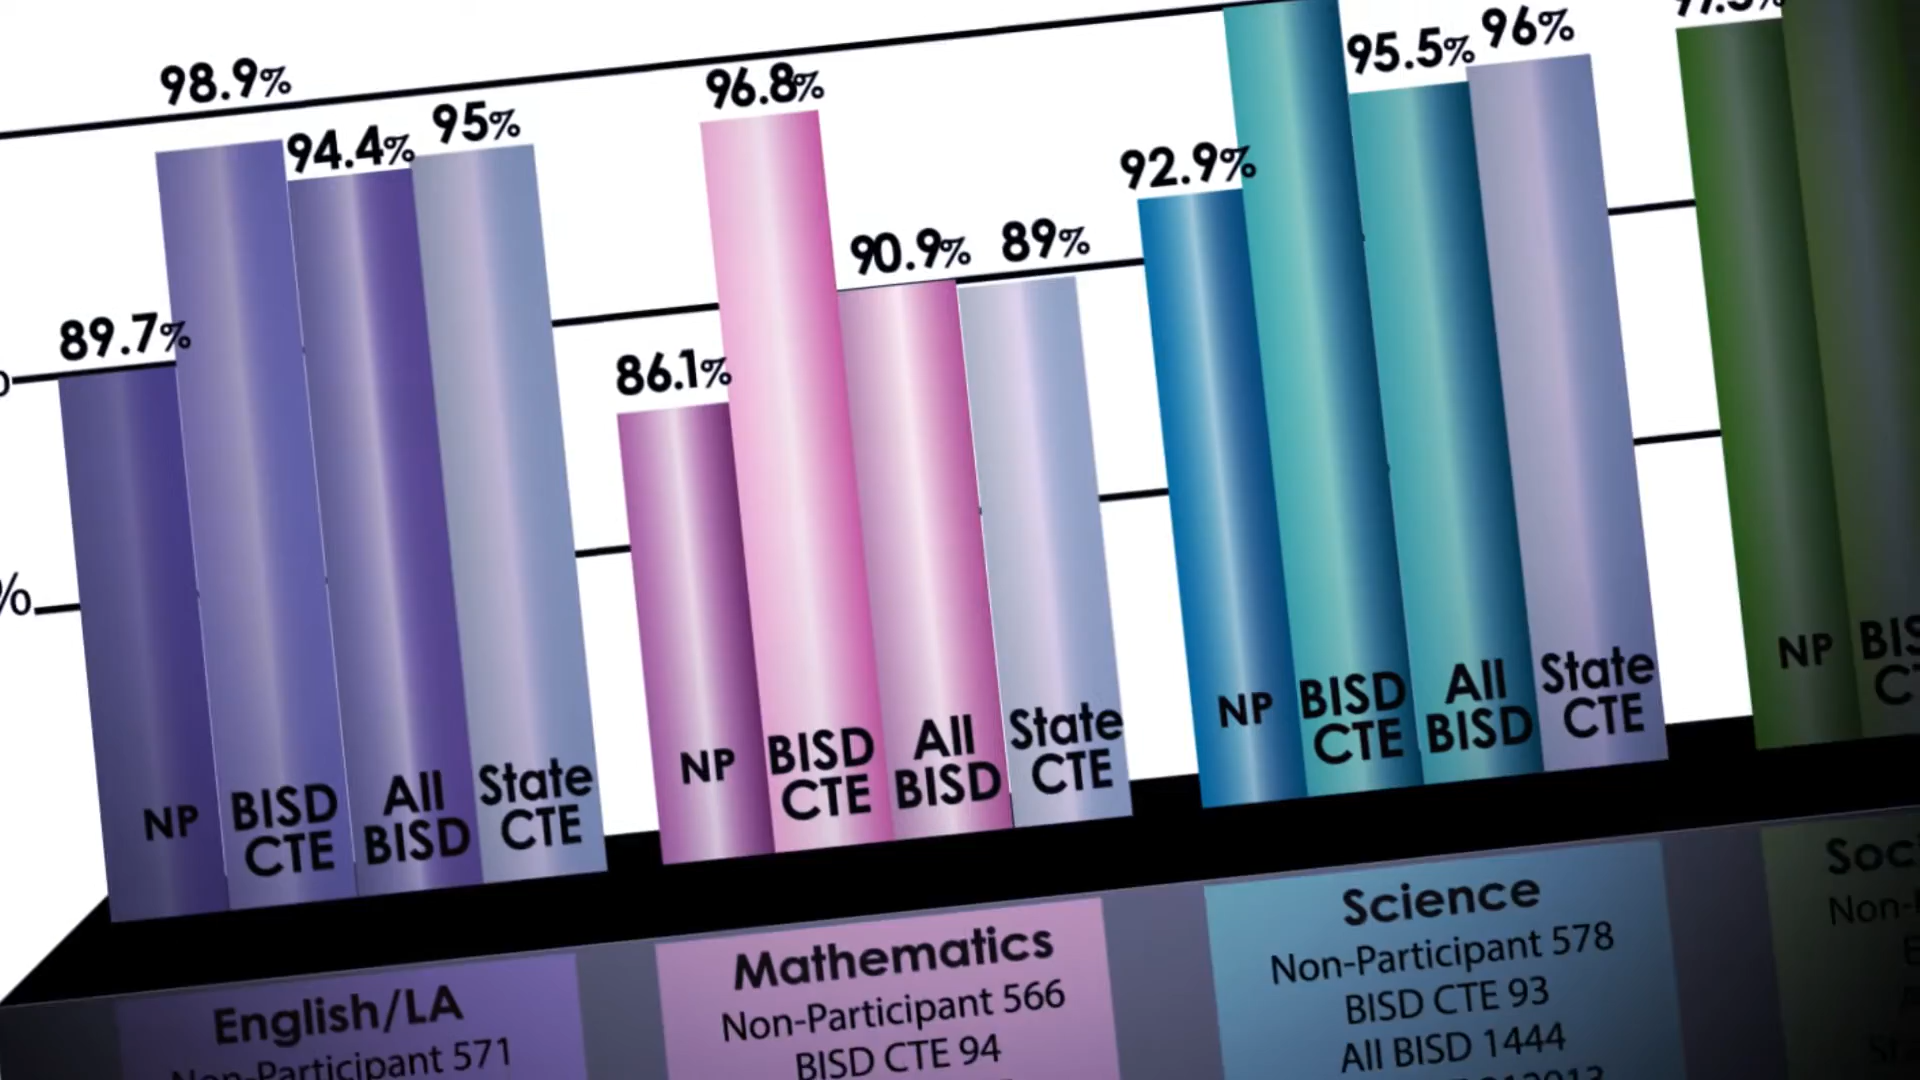 98.9%
94.4%
95%
89.7%
96.8%
90.9%
89%
86.1%
95.5%
96%
92.9%
%
NP
BISD
CTE
All
BISD
State
CTE
NP
BISD
CTE
All
BISD
State
CTE
NP
BISD
CTE
All
BISD
State
CTE
NP
English/LA
Non-Participant 571
Mathematics
Non-Participant 566
BISD CTE 94
Science
Non-Participant 578
BISD CTE 93
All BISD 1444